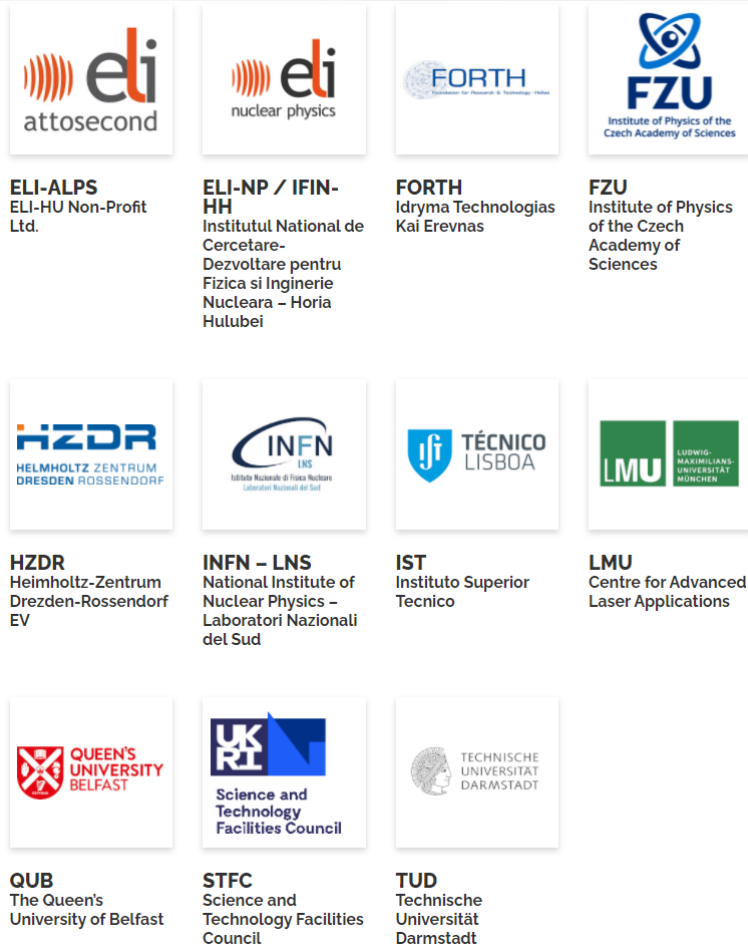 eli
attosecond
eli
nuclear physics
FORTH
Foundation for Research & Technology - Hellas
FZU
Institute of Physics of the
Czech Academy of Sciences
ELI-ALPS
ELI-HU Non-Profit
Ltd.
ELI-NP / IFIN-
HH
Institutul National de
Cercetare-
Dezvoltare pentru
Fizica si Inginerie
Nucleara – Horia
Hulubei
FORTH
Idryma Technologias
Kai Erevnas
FZU
Institute of Physics
of the Czech
Academy of
Sciences
HZDR
HELMHOLTZ ZENTRUM
DRESDEN ROSSENDORF
INFN
LNS
Istituto Nazionale di Fisica Nucleare
Laboratori Nazionali del Sud
TÉCNICO
LISBOA
LMU
LUDWIG-
MAXIMILIANS-
UNIVERSITÄT
MÜNCHEN
HZDR
Heimholtz-Zentrum
Drezden-Rossendorf
EV
INFN – LNS
National Institute of
Nuclear Physics –
Laboratori Nazionali
del Sud
IST
Instituto Superior
Tecnico
LMU
Centre for Advanced
Laser Applications
QUEEN'S
UNIVERSITY
BELFAST
UK
RI
Science and
Technology
Facilities Council
TECHNISCHE
UNIVERSITÄT
DARMSTADT
QUB
The Queen's
University of Belfast
STFC
Science and
Technology Facilities
Council
TUD
Technische
Universität
Darmstadt